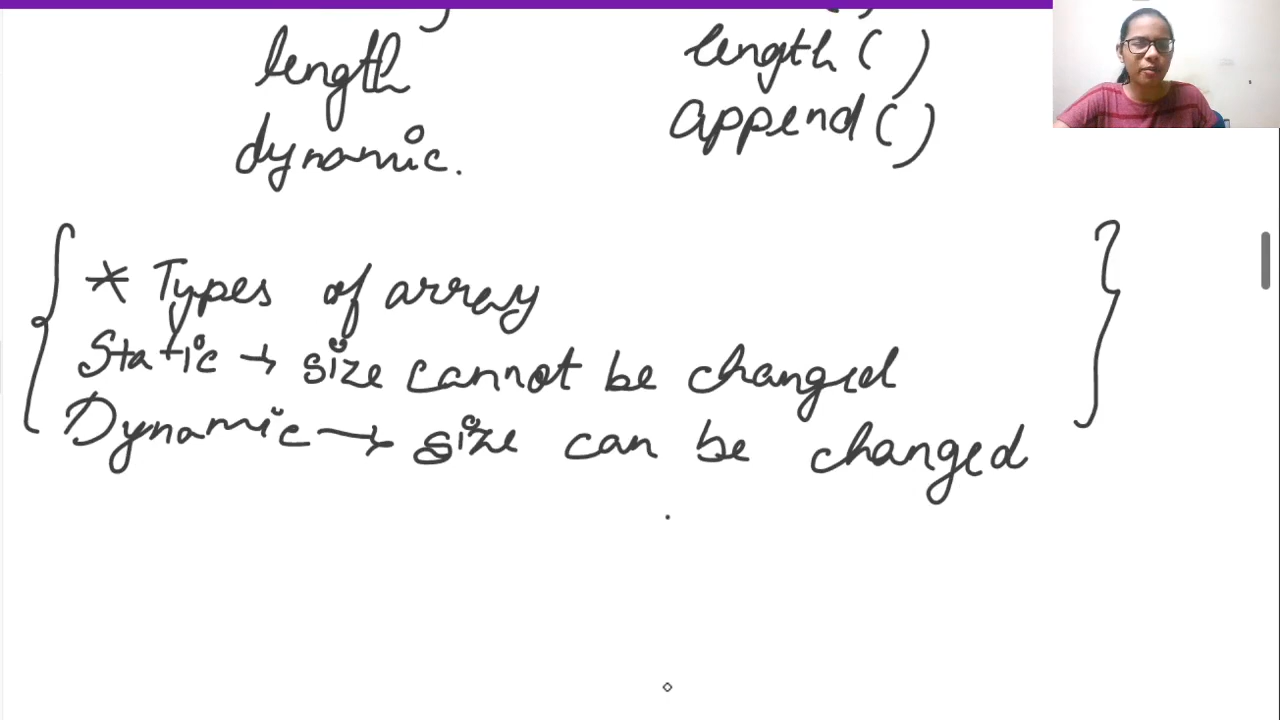 length
length ( )
dynamic.
append ( )
* Types of array
Static → size cannot be changed
Dynamic → size can be changed